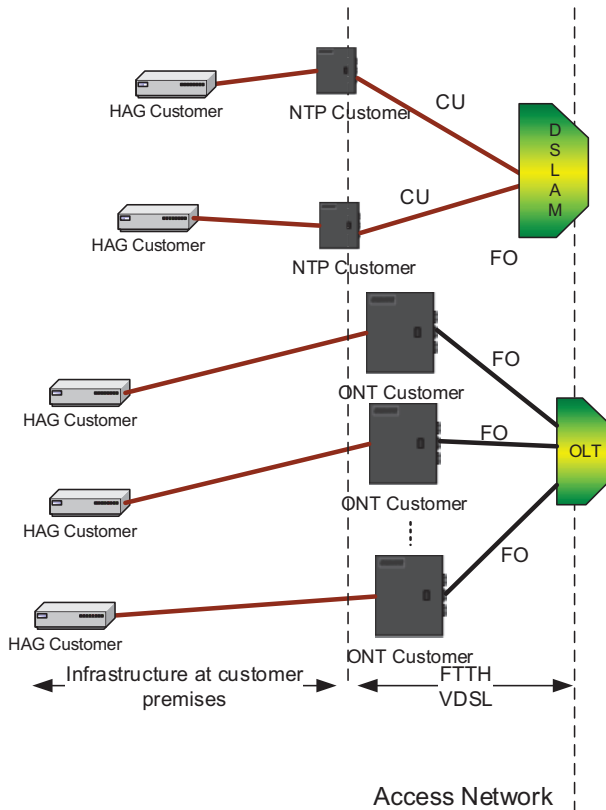 HAG Customer
NTP Customer
CU
DSLAM
HAG Customer
NTP Customer
CU
FO
HAG Customer
ONT Customer
FO
HAG Customer
ONT Customer
FO
OLT
HAG Customer
ONT Customer
FO
Infrastructure at customer
premises
FTTH
VDSL
Access Network